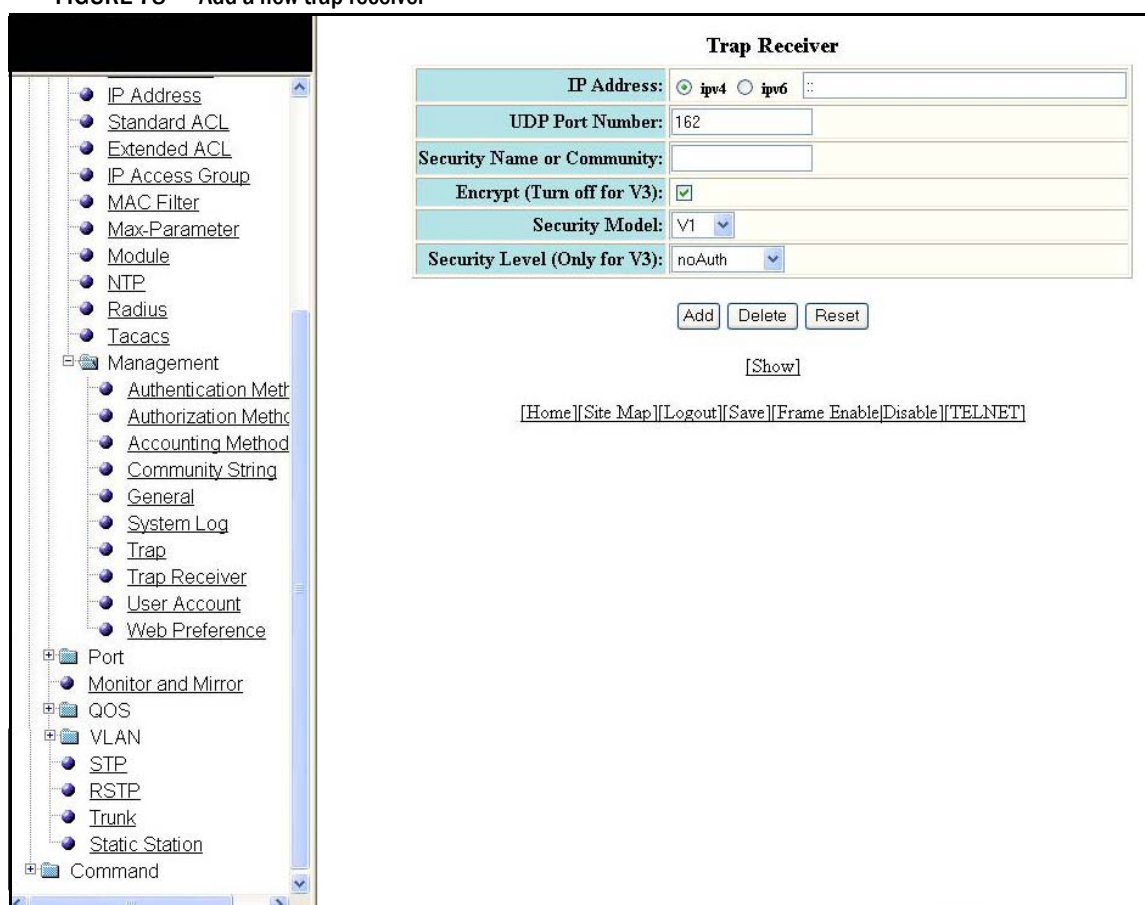 Add a new trap receiver
Trap Receiver
IP Address: ipv4 ipv6 ::
UDP Port Number: 162
Security Name or Community:
Encrypt (Turn off for V3):
Security Model: V1
Security Level (Only for V3): noAuth
Add Delete Reset
[Show]
[Home][Site Map][Logout][Save][Frame Enable|Disable][TELNET]
IP Address
Standard ACL
Extended ACL
IP Access Group
MAC Filter
Max-Parameter
Module
NTP
Radius
Tacacs
Management
Authentication Meth
Authorization Metho
Accounting Method
Community String
General
System Log
Trap
Trap Receiver
User Account
Web Preference
Port
Monitor and Mirror
QOS
VLAN
STP
RSTP
Trunk
Static Station
Command